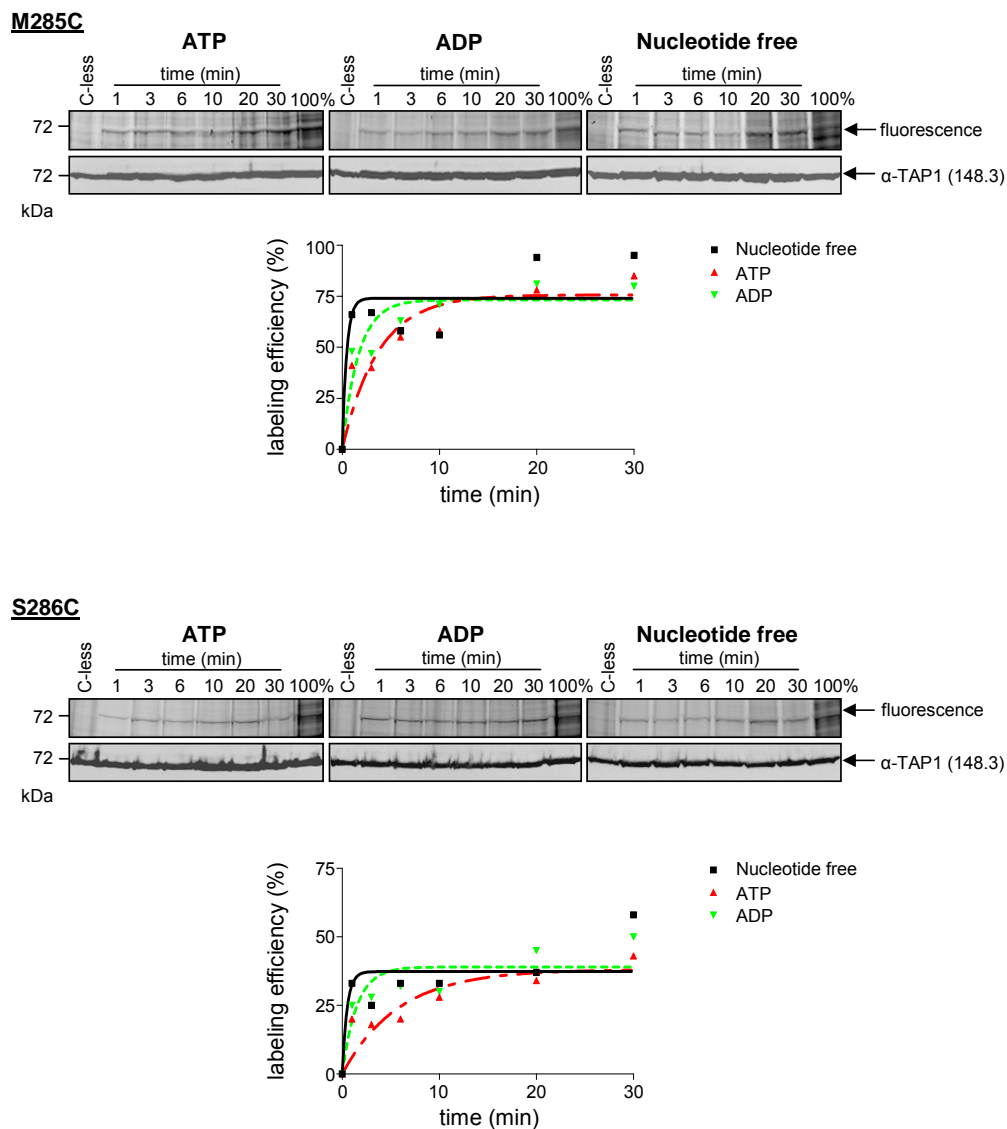 M285C
ATP ADP Nucleotide free
C-less time (min) C-less time (min) C-less time (min)
1 3 6 10 20 30 100% 1 3 6 10 20 30 100% 1 3 6 10 20 30 100%
72 fluorescence
72 α-TAP1 (148.3)
kDa
100
75
50
25
0
labeling efficiency (%)
0 10 20 30
time (min)
Nucleotide free
ATP
ADP
S286C
ATP ADP Nucleotide free
C-less time (min) C-less time (min) C-less time (min)
1 3 6 10 20 30 100% 1 3 6 10 20 30 100% 1 3 6 10 20 30 100%
72 fluorescence
72 α-TAP1 (148.3)
kDa
75
50
25
0
labeling efficiency (%)
0 10 20 30
time (min)
Nucleotide free
ATP
ADP